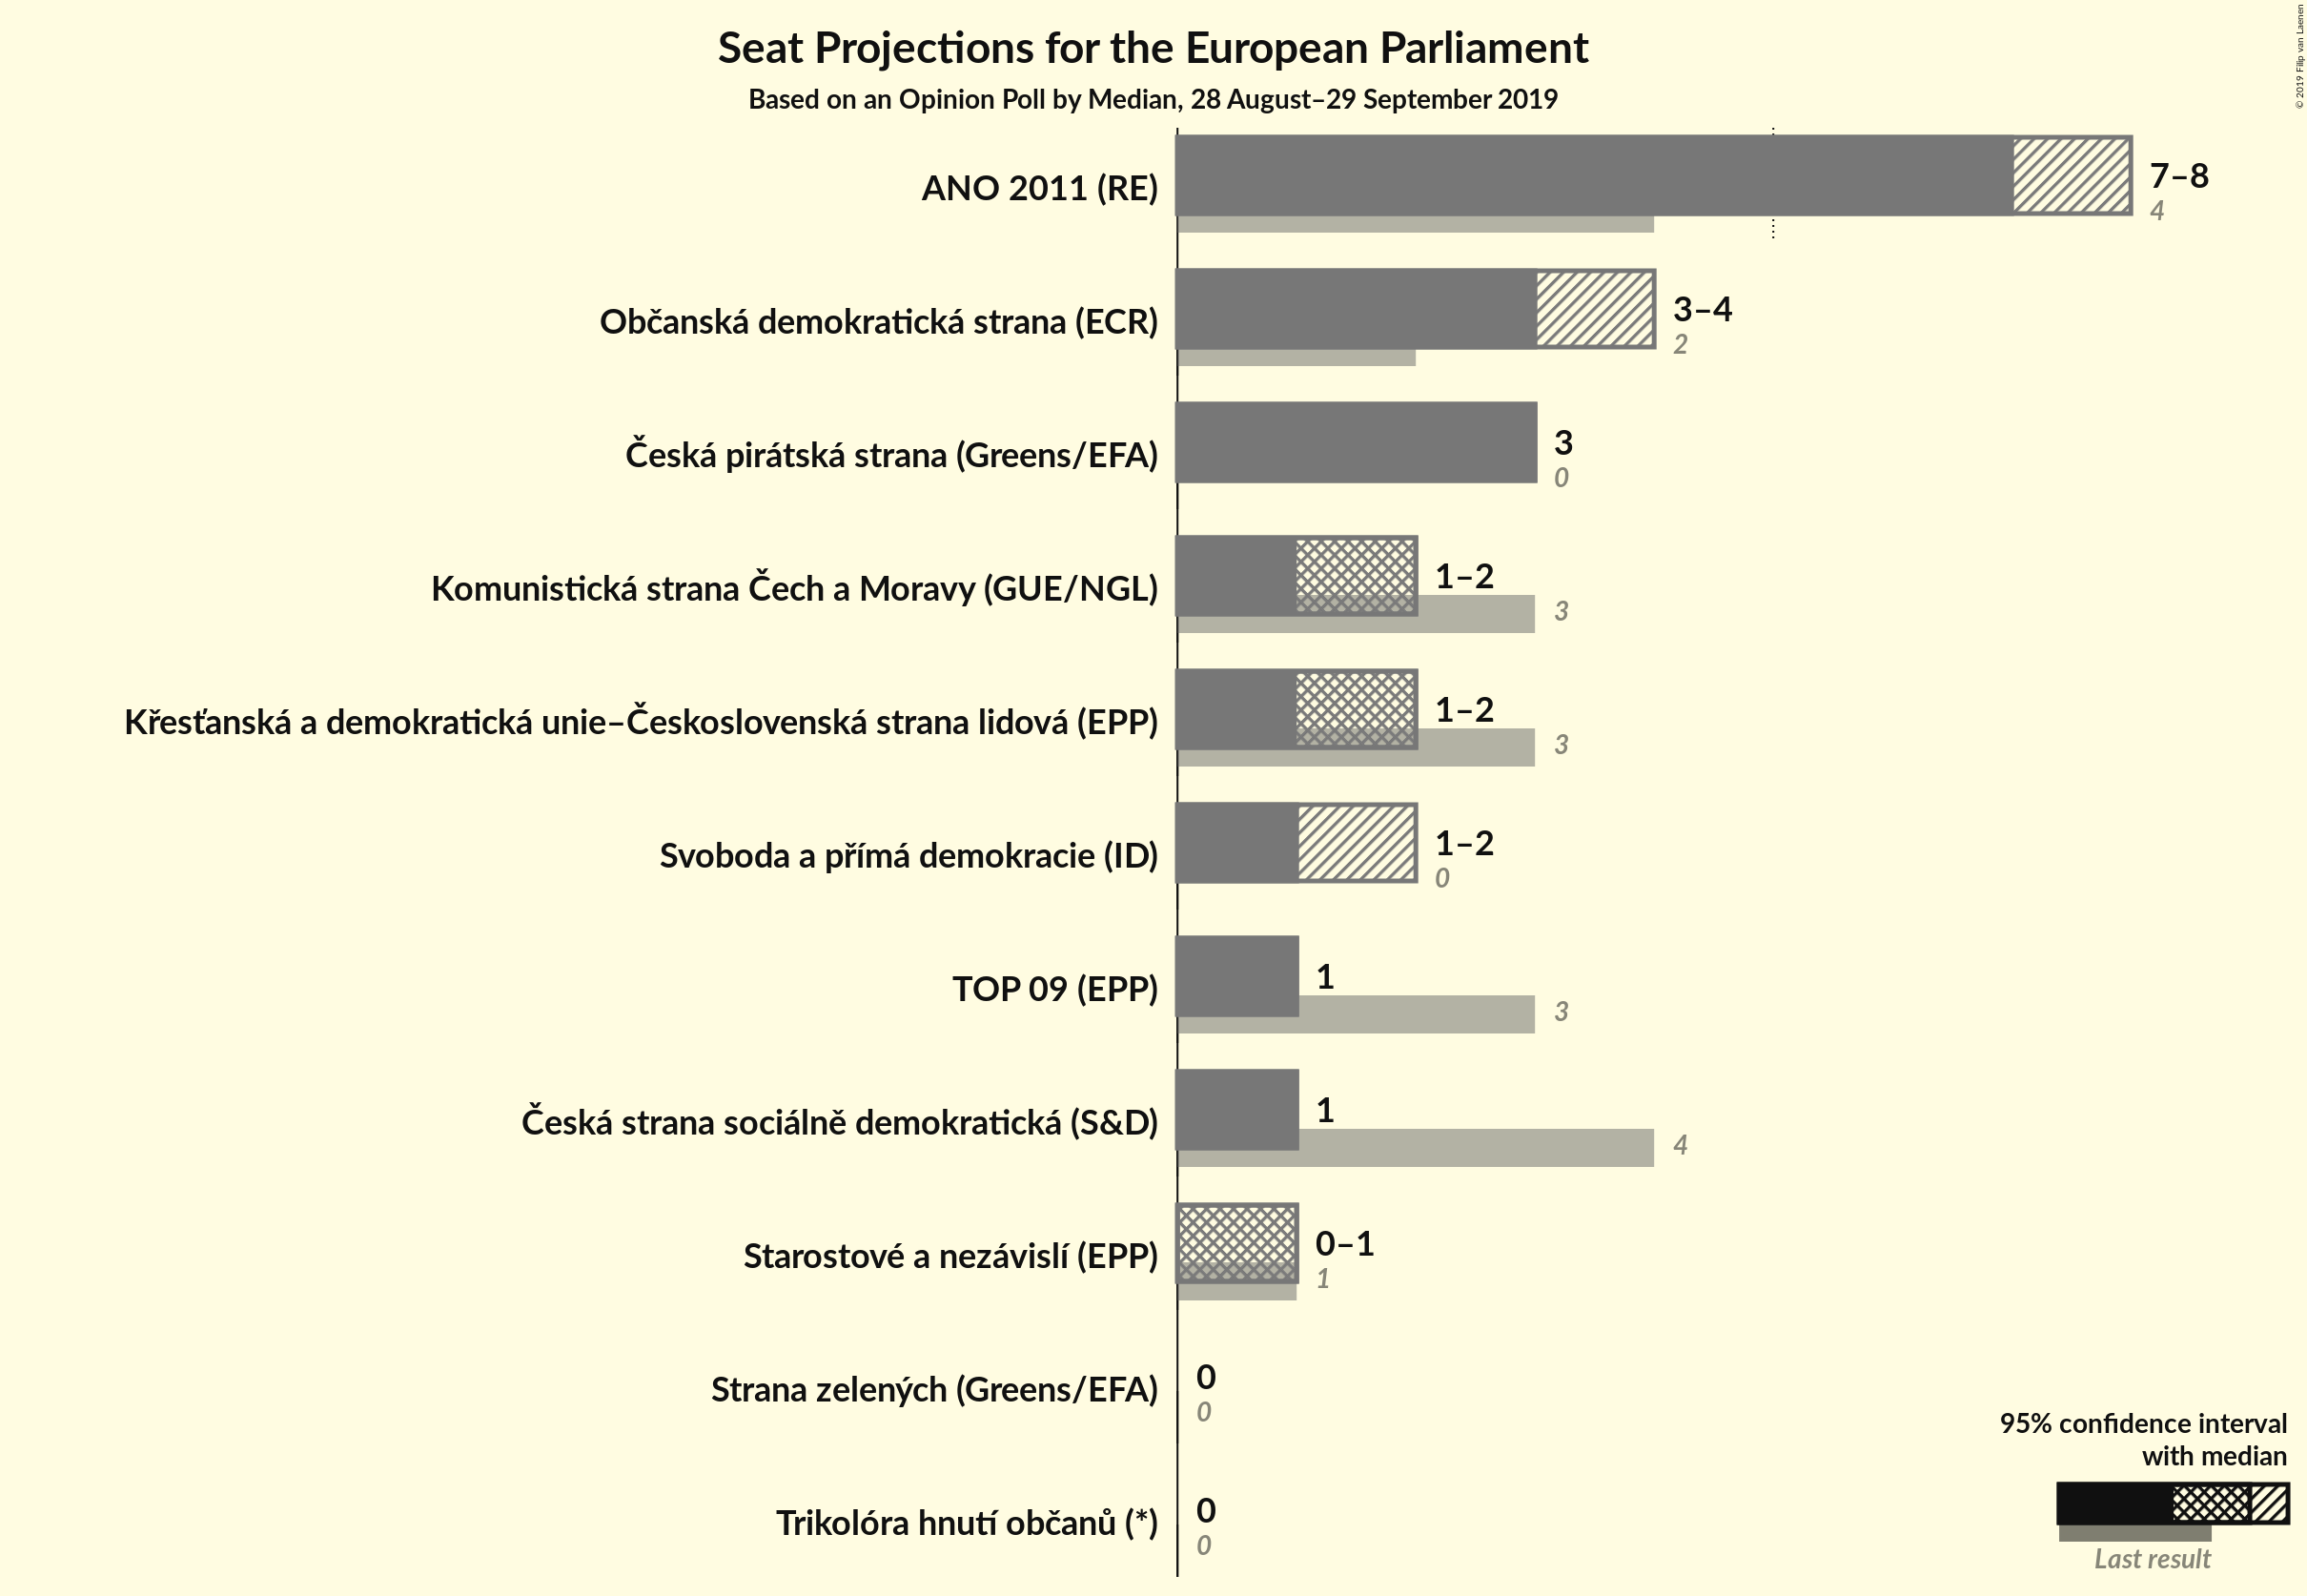 Seat Projections for the European Parliament
Based on an Opinion Poll by Median, 28 August–29 September 2019
© 2019 Filip van Laenen
ANO 2011 (RE)
7–8
4
Občanská demokratická strana (ECR)
3–4
2
Česká pirátská strana (Greens/EFA)
3
0
Komunistická strana Čech a Moravy (GUE/NGL)
1–2
3
Křesťanská a demokratická unie–Československá strana lidová (EPP)
1–2
3
Svoboda a přímá demokracie (ID)
1–2
0
TOP 09 (EPP)
1
3
Česká strana sociálně demokratická (S&D)
1
4
Starostové a nezávislí (EPP)
0–1
1
Strana zelených (Greens/EFA)
0
0
Trikolóra hnutí občanů (*)
0
0
95% confidence interval
with median
Last result